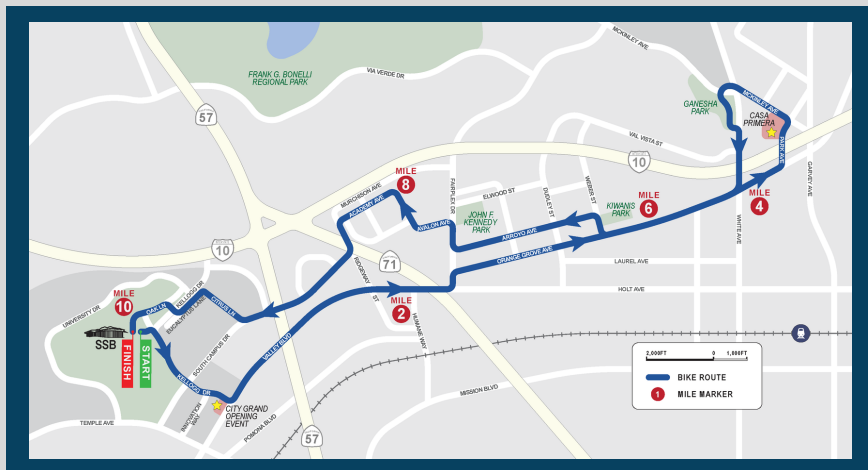 MCKINLEY AVE
FRANK G. BONELLI
REGIONAL PARK
VIA VERDE DR
57
GANESHA
PARK
MCKINLEY AVE
CASA
PRIMERA
VAL VISTA ST
10
PARK AVE
GARVEY AVE
MILE
8
MURCHISON AVE
ACADEMY AVE
FAIRPLEX DR
ELWOOD ST
DUDLEY ST
WEBER ST
KIWANIS
PARK
MILE
6
MILE
4
JOHN F.
KENNEDY
PARK
AVALON AVE
ARROYO AVE
ORANGE GROVE AVE
WHITE AVE
10
71
RIDGEWAY
ST
LAUREL AVE
HOLT AVE
MILE
10
UNIVERSITY DR
OAK LN
KELLOGG DR
EUCALYPTUS LANE
CITRUS LN
MILE
2
HUMANE WAY
VALLEY BLVD
SSB
FINISH
START
SOUTH CAMPUS DR
KELLOGG DR
INNOVATION
WAY
CITY GRAND
OPENING
EVENT
POMONA BLVD
TEMPLE AVE
57
MISSION BLVD
2,000FT
0
1,000FT
BIKE ROUTE
1
MILE MARKER